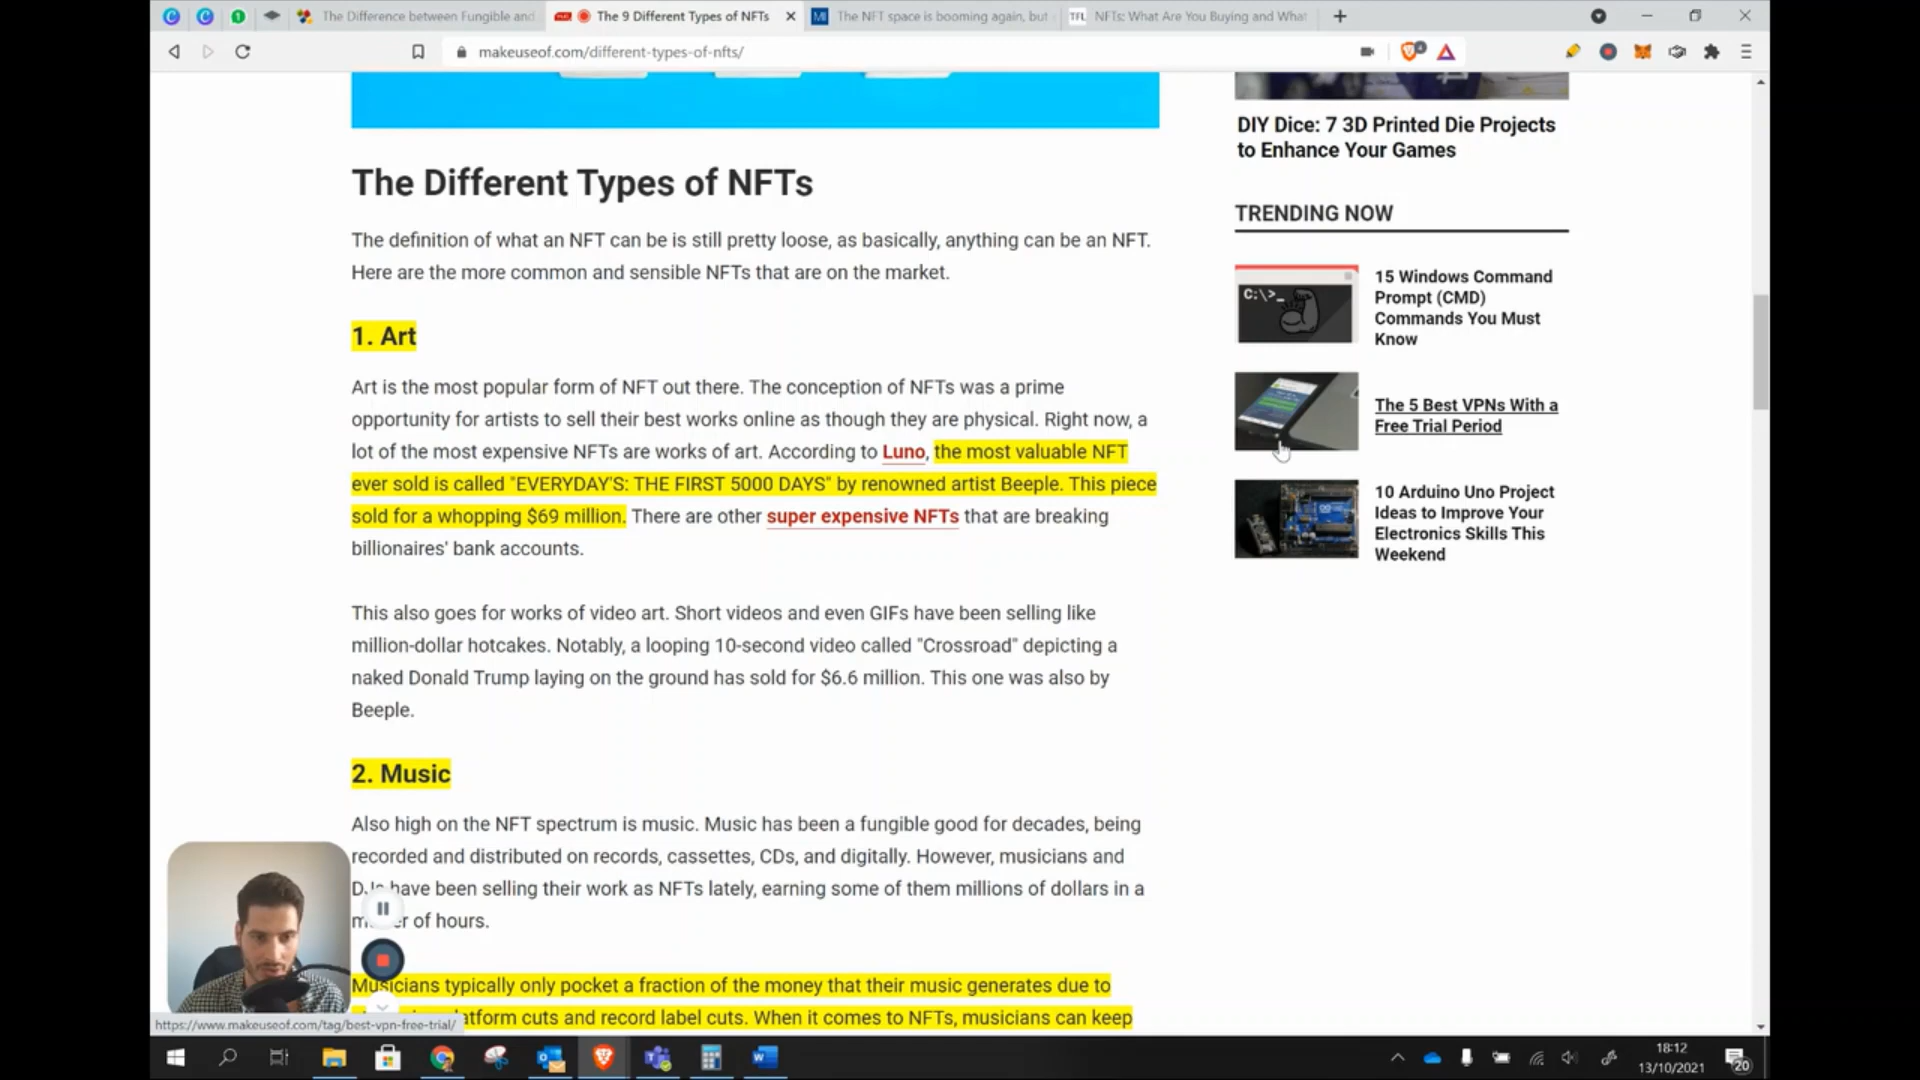 The Difference between Fungible and
The 9 Different Types of NFTs
The NFT space is booming again, but
TFL
NFTs: What Are You Buying and What
makeuseof.com/different-types-of-nfts/
The Different Types of NFTs
The definition of what an NFT can be is still pretty loose, as basically, anything can be an NFT.
Here are the more common and sensible NFTs that are on the market.
1. Art
Art is the most popular form of NFT out there. The conception of NFTs was a prime
opportunity for artists to sell their best works online as though they are physical. Right now, a
lot of the most expensive NFTs are works of art. According to Luno, the most valuable NFT
ever sold is called "EVERYDAY'S: THE FIRST 5000 DAYS" by renowned artist Beeple. This piece
sold for a whopping $69 million. There are other super expensive NFTs that are breaking
billionaires' bank accounts.
This also goes for works of video art. Short videos and even GIFs have been selling like
million-dollar hotcakes. Notably, a looping 10-second video called "Crossroad" depicting a
naked Donald Trump laying on the ground has sold for $6.6 million. This one was also by
Beeple.
2. Music
Also high on the NFT spectrum is music. Music has been a fungible good for decades, being
recorded and distributed on records, cassettes, CDs, and digitally. However, musicians and
DJs have been selling their work as NFTs lately, earning some of them millions of dollars in a
of hours.
Musicians typically only pocket a fraction of the money that their music generates due to
cuts and record label cuts. When it comes to NFTs, musicians can keep
DIY Dice: 7 3D Printed Die Projects
to Enhance Your Games
TRENDING NOW
C:\>_
15 Windows Command
Prompt (CMD)
Commands You Must
Know
The 5 Best VPNs With a
Free Trial Period
10 Arduino Uno Project
Ideas to Improve Your
Electronics Skills This
Weekend
https://www.makeuseof.com/tag/best-vpn-free-trial/
18:12
13/10/2021
20